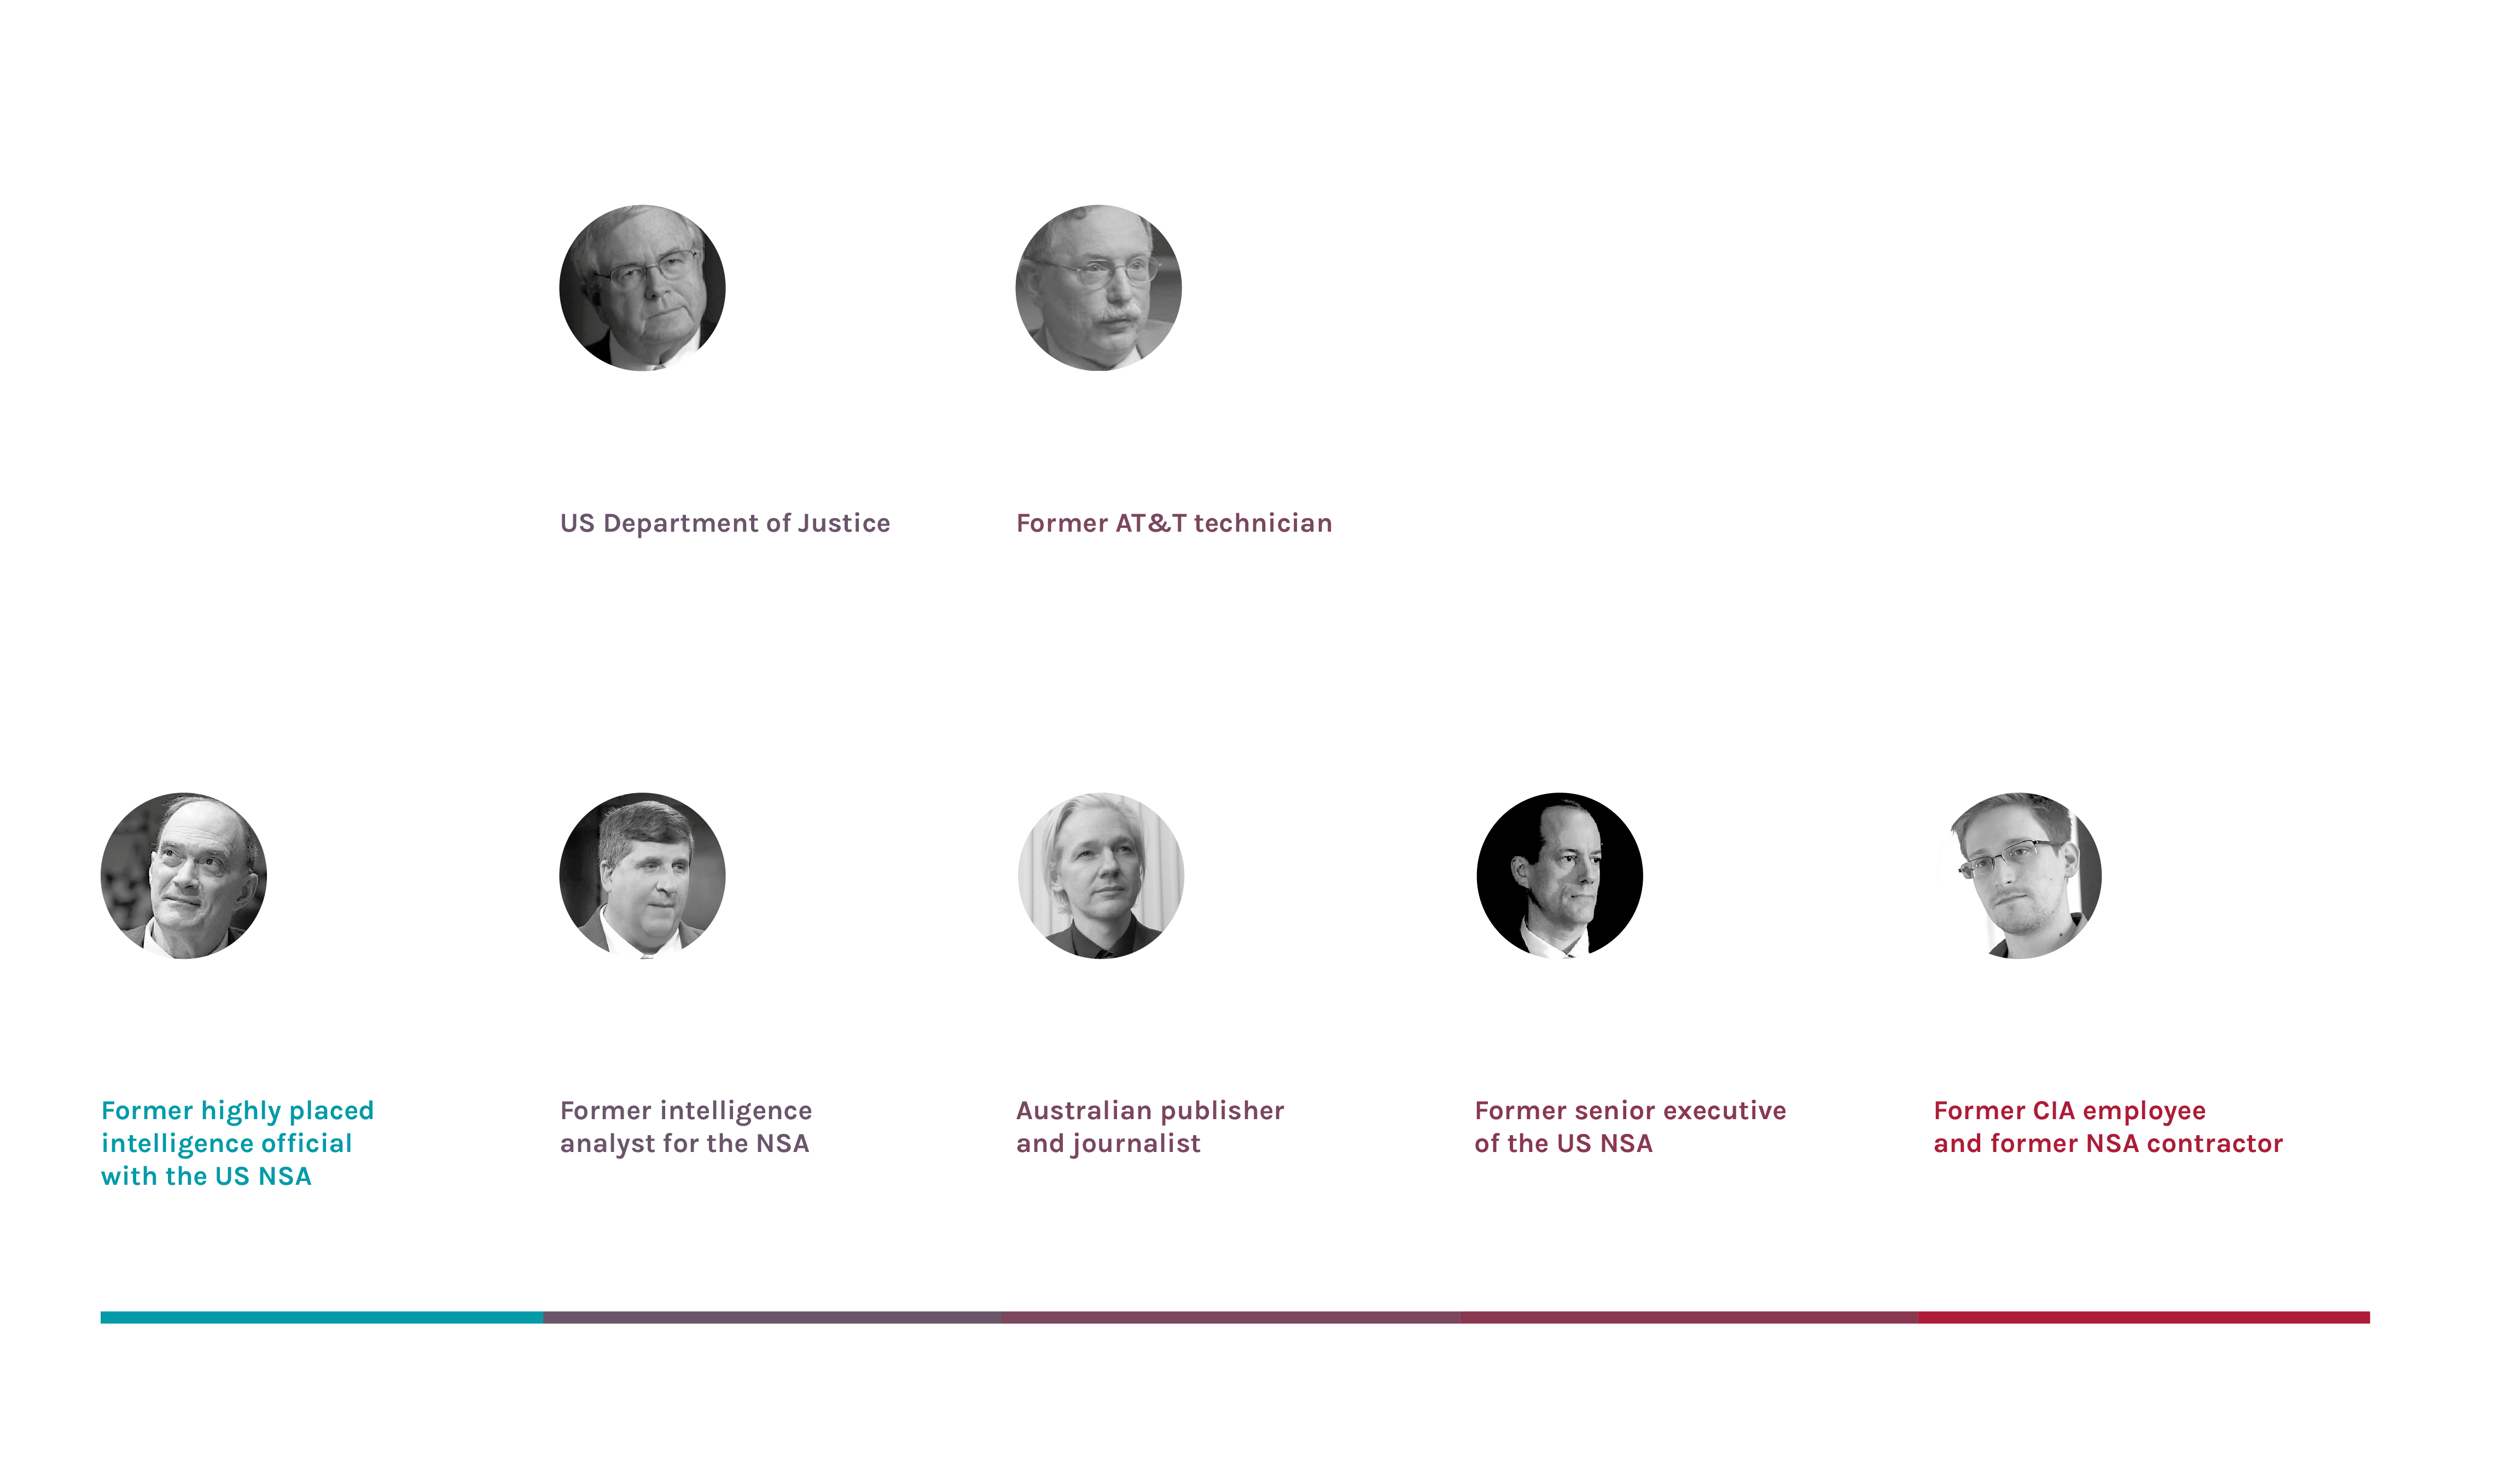 US Department of Justice
Former AT&T technician
Former highly placed
intelligence official
with the US NSA
Former intelligence
analyst for the NSA
Australian publisher
and journalist
Former senior executive
of the US NSA
Former CIA employee
and former NSA contractor